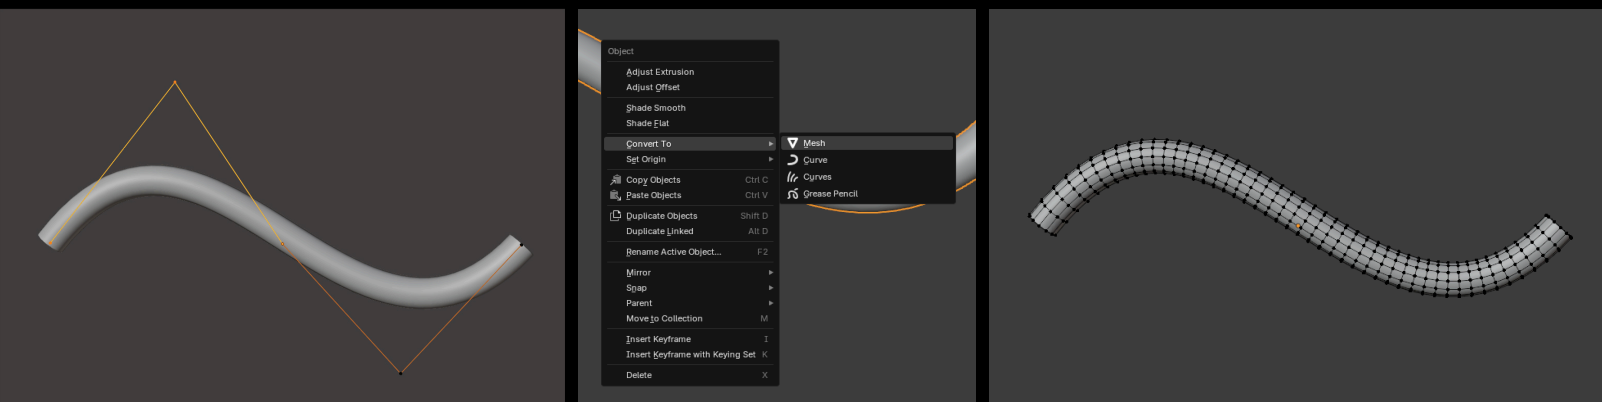 Object
Adjust Extrusion
Adjust Offset
Shade Smooth
Shade Flat
Convert To
Set Origin
Copy Objects Ctrl C
Paste Objects Ctrl V
Duplicate Objects Shift D
Duplicate Linked Alt D
Rename Active Object... F2
Mirror
Snap
Parent
Move to Collection M
Insert Keyframe I
Insert Keyframe with Keying Set K
Delete X
Mesh
Curve
Curves
Grease Pencil